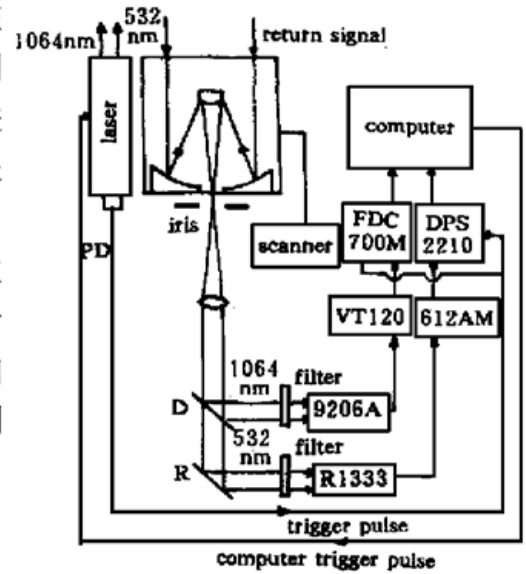 532
nm
1064nm
return signal
laser
computer
iris
PD
scanner
FDC
700M
DPS
2210
VT120
612AM
1064
nm
filter
D
9206A
532
nm
filter
R
R1333
trigger pulse
computer trigger pulse